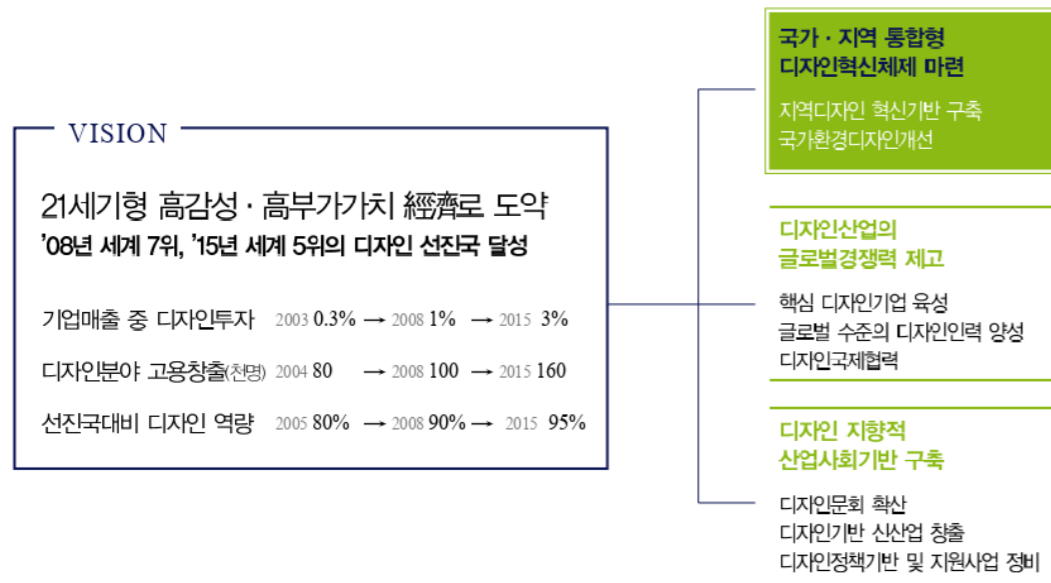 VISION
21세기형 高감성 · 高부가가치 經濟로 도약
’08년 세계 7위, ’15년 세계 5위의 디자인 선진국 달성
기업매출 중 디자인투자 2003 0.3% → 2008 1% → 2015 3%
디자인분야 고용창출(천명) 2004 80 → 2008 100 → 2015 160
선진국대비 디자인 역량 2005 80% → 2008 90% → 2015 95%
국가 · 지역 통합형
디자인혁신체제 마련
지역디자인 혁신기반 구축
국가환경디자인개선
디자인산업의
글로벌경쟁력 제고
핵심 디자인기업 육성
글로벌 수준의 디자인인력 양성
디자인국제협력
디자인 지향적
산업사회기반 구축
디자인문회 확산
디자인기반 신산업 창출
디자인정책기반 및 지원사업 정비